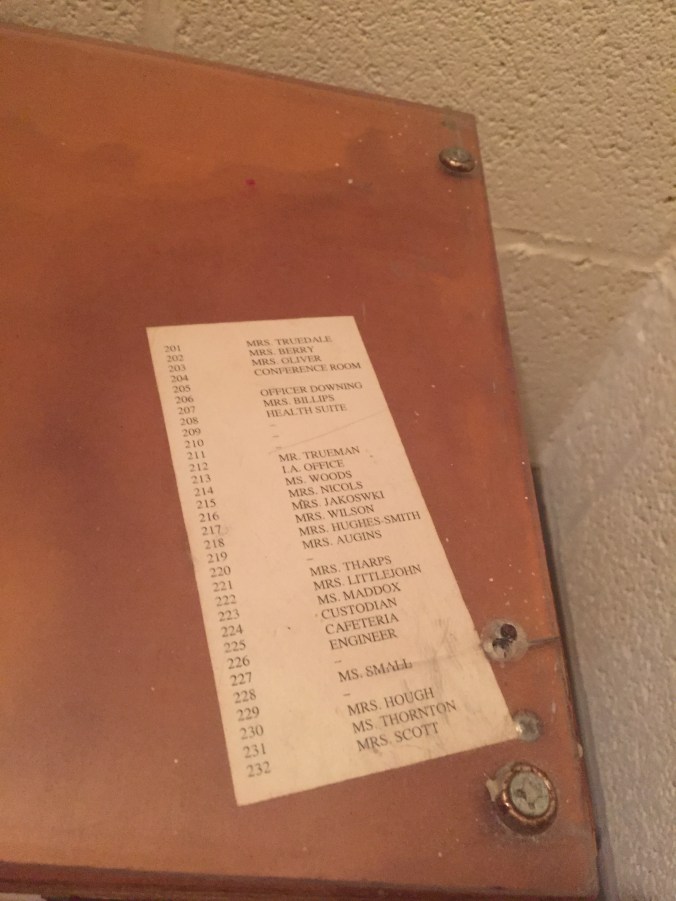 201 MRS. TRUEDALE
202 MRS. BERRY
203 MRS. OLIVER
204 CONFERENCE ROOM
205
206 OFFICER DOWNING
207 MRS. BILLIPS
208 HEALTH SUITE
209 –
210 –
211
212 MR. TRUEMAN
213 I.A. OFFICE
214 MS. WOODS
215 MRS. NICOLS
216 MRS. JAKOSWKI
217 MRS. WILSON
218 MRS. HUGHES-SMITH
219 MRS. AUGINS
220 –
221 MRS. THARPS
222 MRS. LITTLEJOHN
223 MS. MADDOX
224 CUSTODIAN
225 CAFETERIA
226 ENGINEER
227 –
228 MS. SMALL
229 –
230 MRS. HOUGH
231 MS. THORNTON
232 MRS. SCOTT